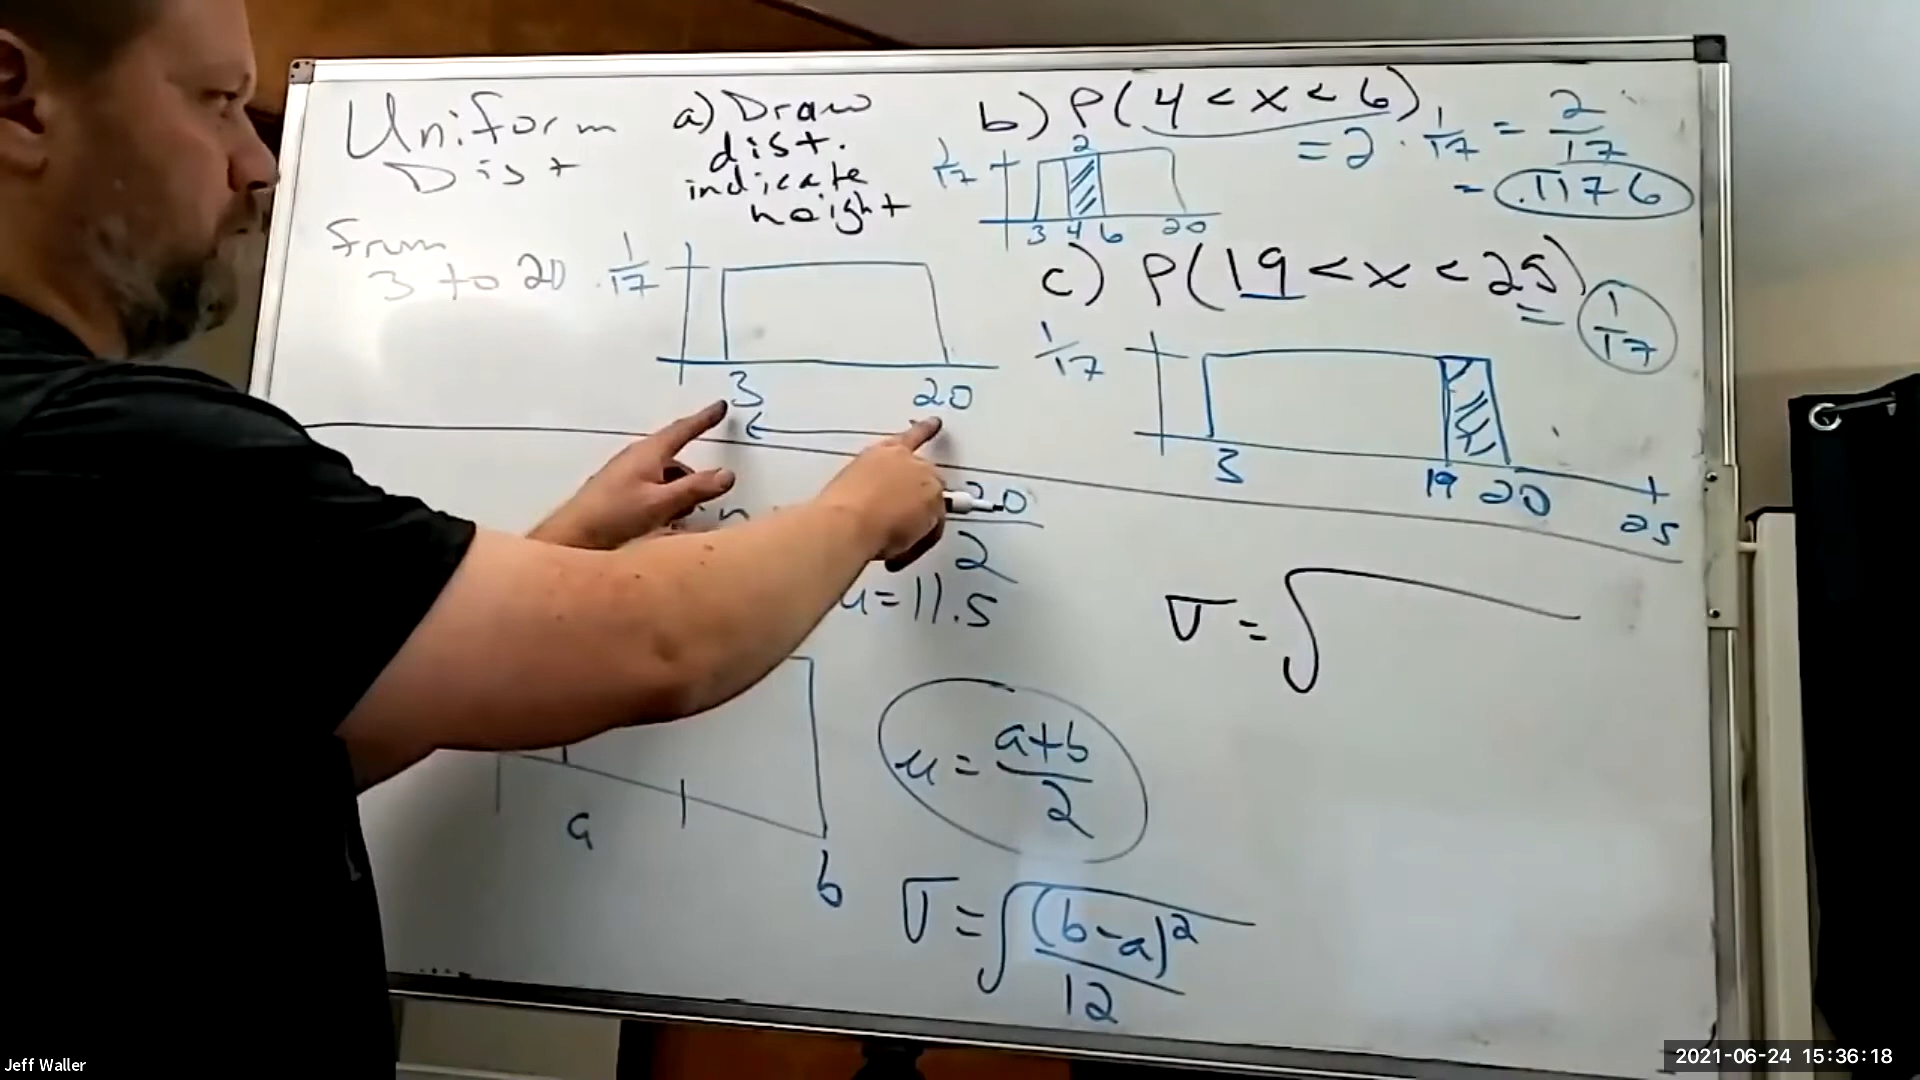 Uniform
Dist
From
3 to 20
a) Draw
dist.
indicate
height
1/17
3
20
b) P(4 < x < 6)
= 2 · 1/17 = 2/17
= .1176
1/17
2
3 4 6 20
c) P(19 < x < 25)
= 1/17
1/17
3 19 20 25
20
2
μ = 11.5
σ = √
a
b
μ = (a+b)/2
σ = √((b-a)²/12)
Jeff Waller
2021-06-24 15:36:18